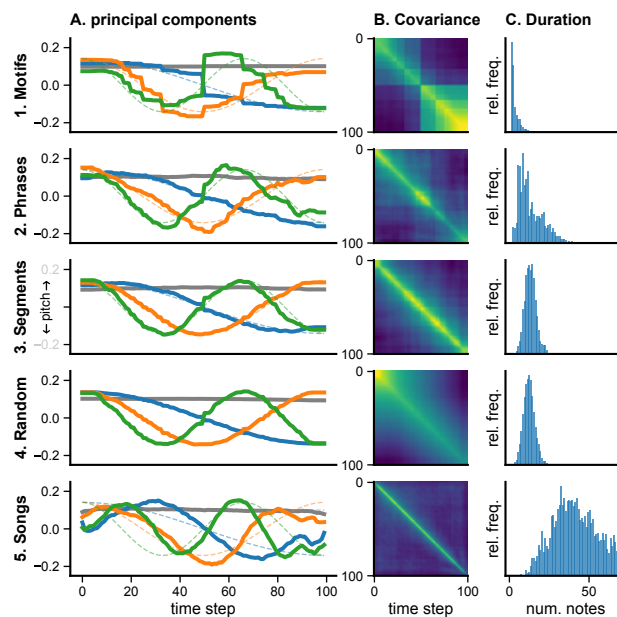 A. principal components
B. Covariance
C. Duration
1. Motifs
0.2
0.0
−0.2
0
100
rel. freq.
2. Phrases
0.2
0.0
−0.2
0
100
rel. freq.
3. Segments
← pitch →
0.2
−0.2
0
100
rel. freq.
4. Random
0.2
0.0
−0.2
0
100
rel. freq.
5. Songs
0.2
0.0
−0.2
0
100
rel. freq.
0 20 40 60 80 100
0 100
0 50
time step
time step
num. notes